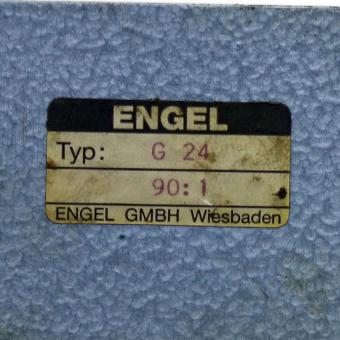 ENGEL
Typ: G 24
90:1
ENGEL GMBH Wiesbaden